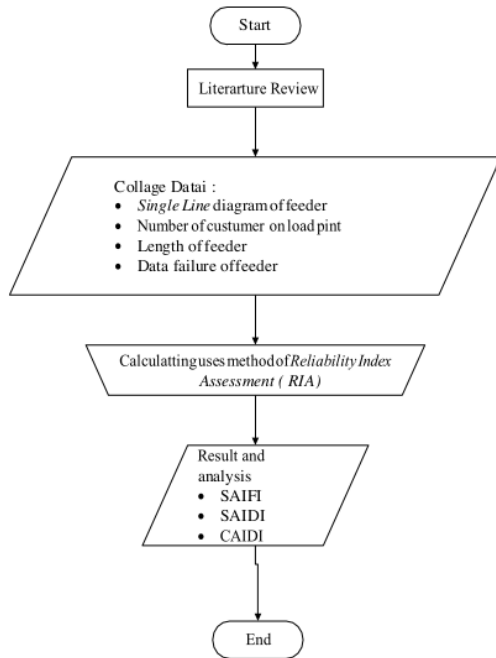 Start
Literarture Review
Collage Datai :
• Single Line diagram of feeder
• Number of custumer on load pint
• Length of feeder
• Data failure of feeder
Calculatting uses method of Reliability Index
Assessment ( RIA)
Result and
analysis
• SAIFI
• SAIDI
• CAIDI
End